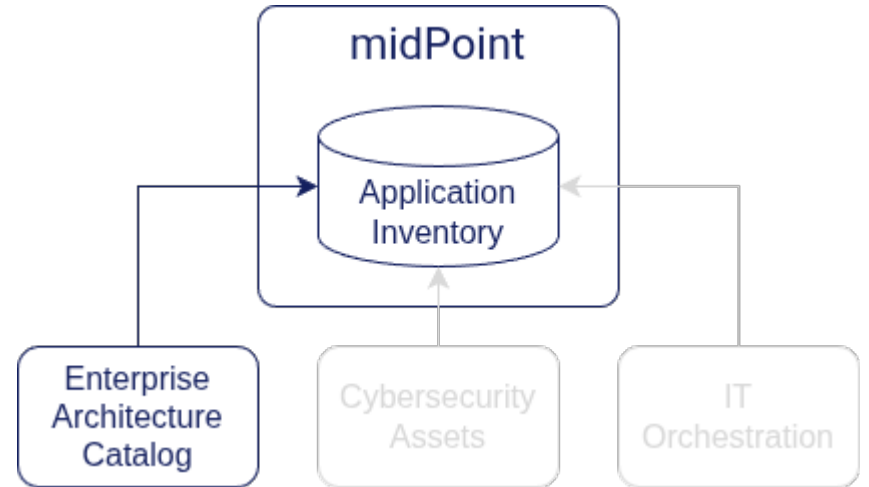 midPoint
Application
Inventory
Enterprise
Architecture
Catalog
Cybersecurity
Assets
IT
Orchestration